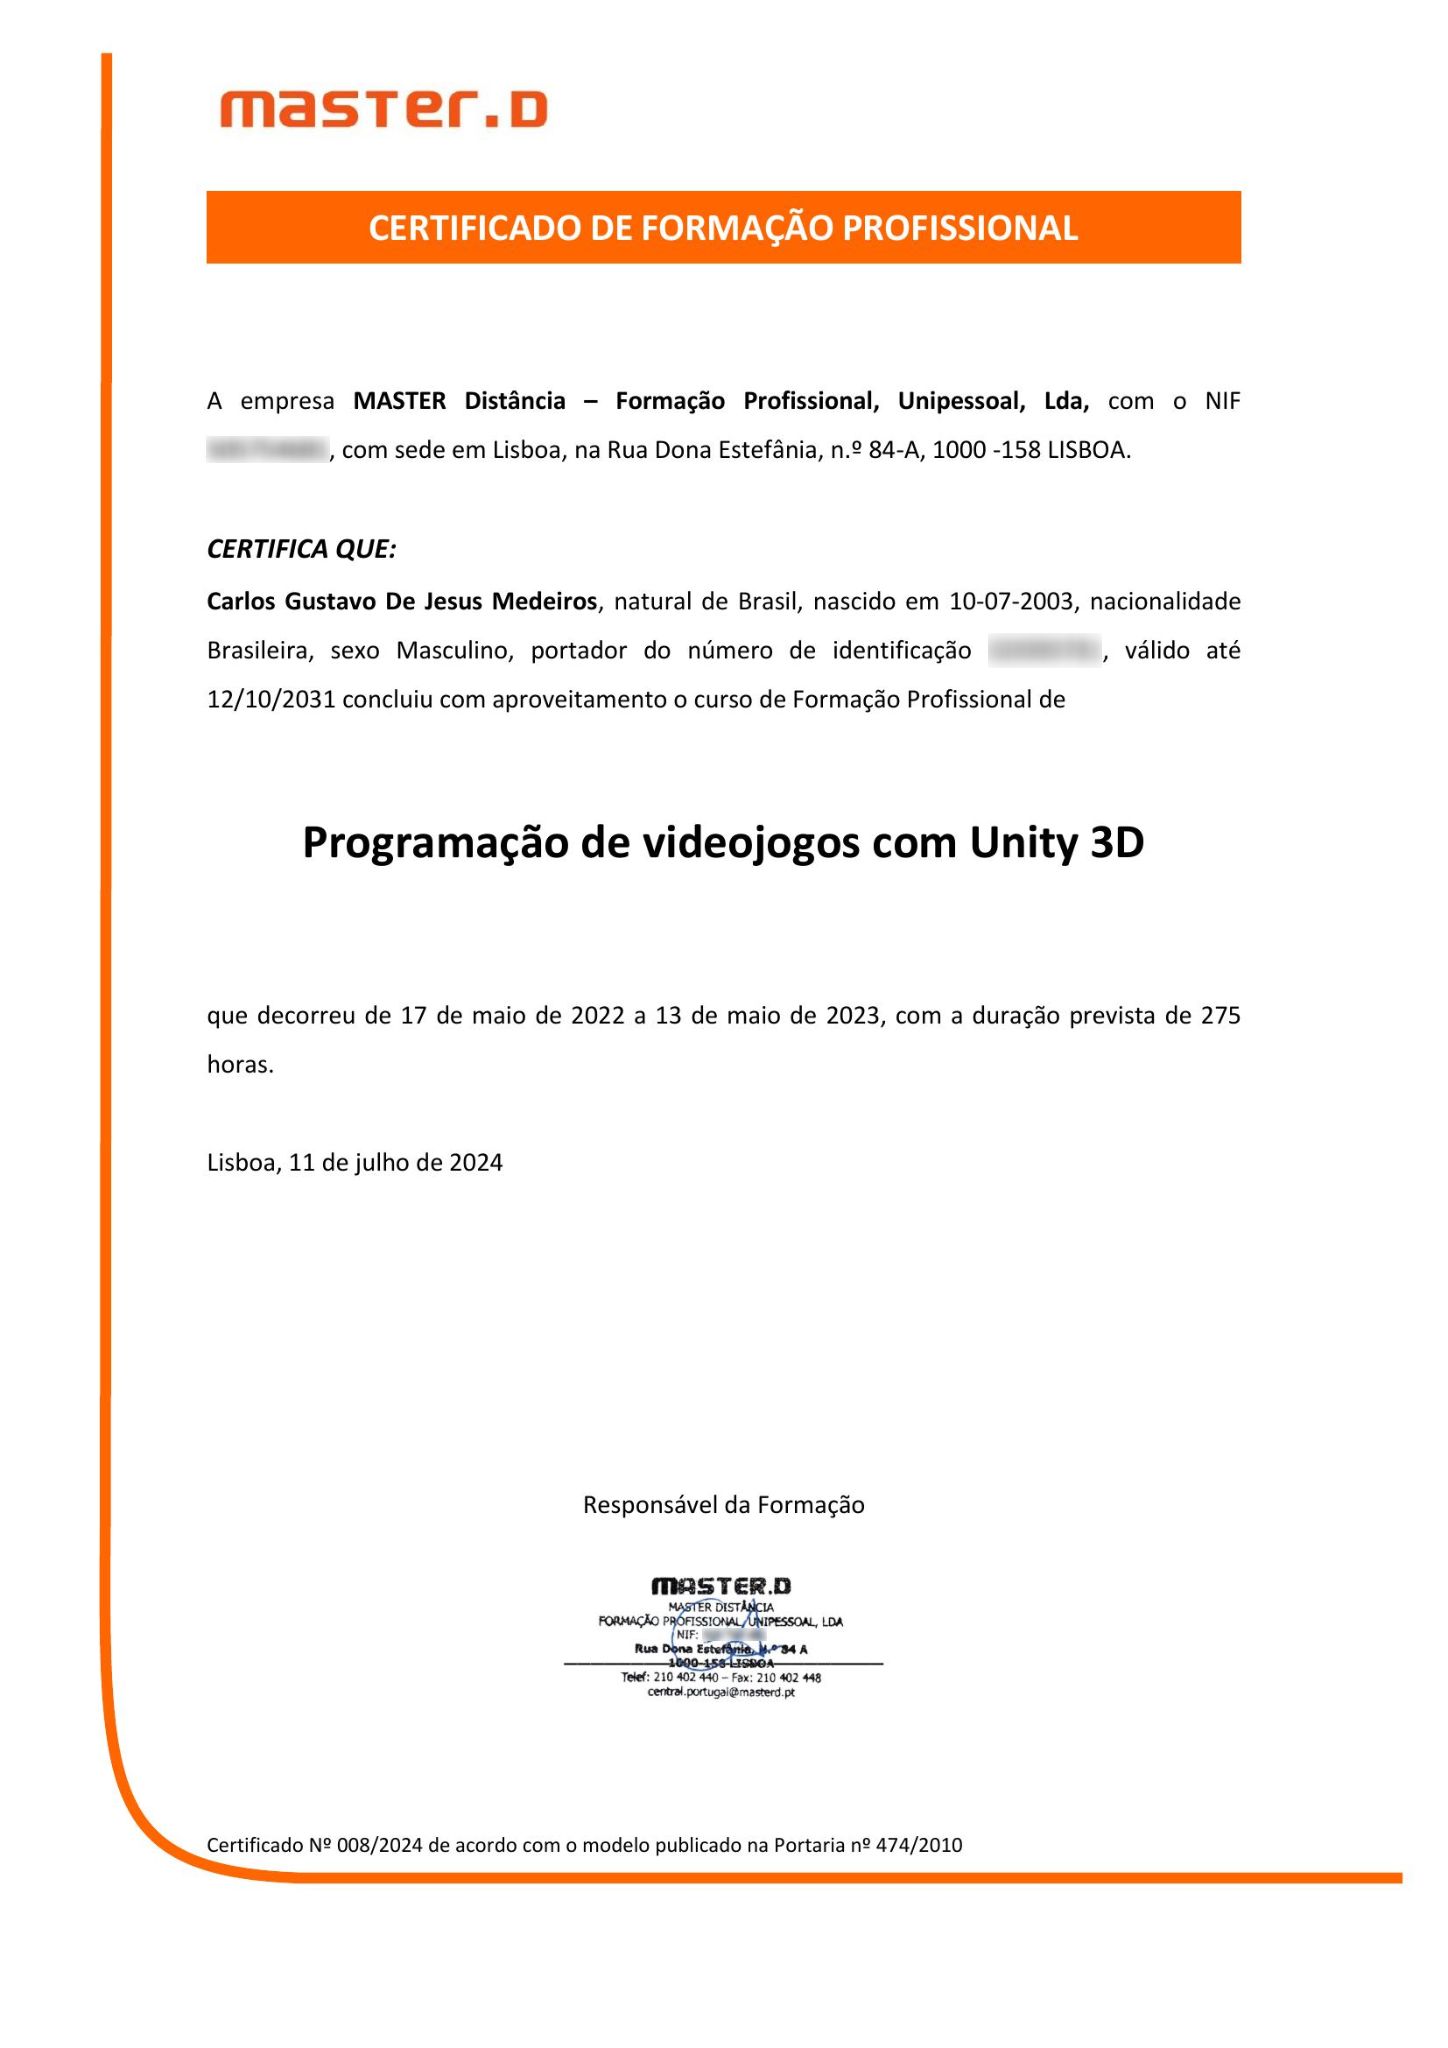 master.D
CERTIFICADO DE FORMAÇÃO PROFISSIONAL
A empresa MASTER Distância – Formação Profissional, Unipessoal, Lda, com o NIF
, com sede em Lisboa, na Rua Dona Estefânia, n.º 84-A, 1000 -158 LISBOA.
CERTIFICA QUE:
Carlos Gustavo De Jesus Medeiros, natural de Brasil, nascido em 10-07-2003, nacionalidade
Brasileira, sexo Masculino, portador do número de identificação , válido até
12/10/2031 concluiu com aproveitamento o curso de Formação Profissional de
Programação de videojogos com Unity 3D
que decorreu de 17 de maio de 2022 a 13 de maio de 2023, com a duração prevista de 275
horas.
Lisboa, 11 de julho de 2024
Responsável da Formação
MASTER.D
MASTER DISTÂNCIA
FORMAÇÃO PROFISSIONAL, UNIPESSOAL, LDA
NIF:
Rua Dona Estefânia, N.º 84 A
1000-158 LISBOA
Telef: 210 402 440 – Fax: 210 402 448
central.portugal@masterd.pt
Certificado Nº 008/2024 de acordo com o modelo publicado na Portaria nº 474/2010